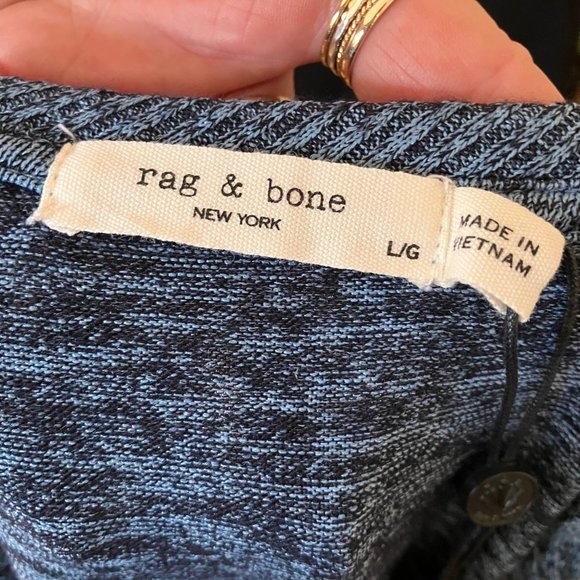 rag & bone
NEW YORK
L/G
MADE IN
VIETNAM